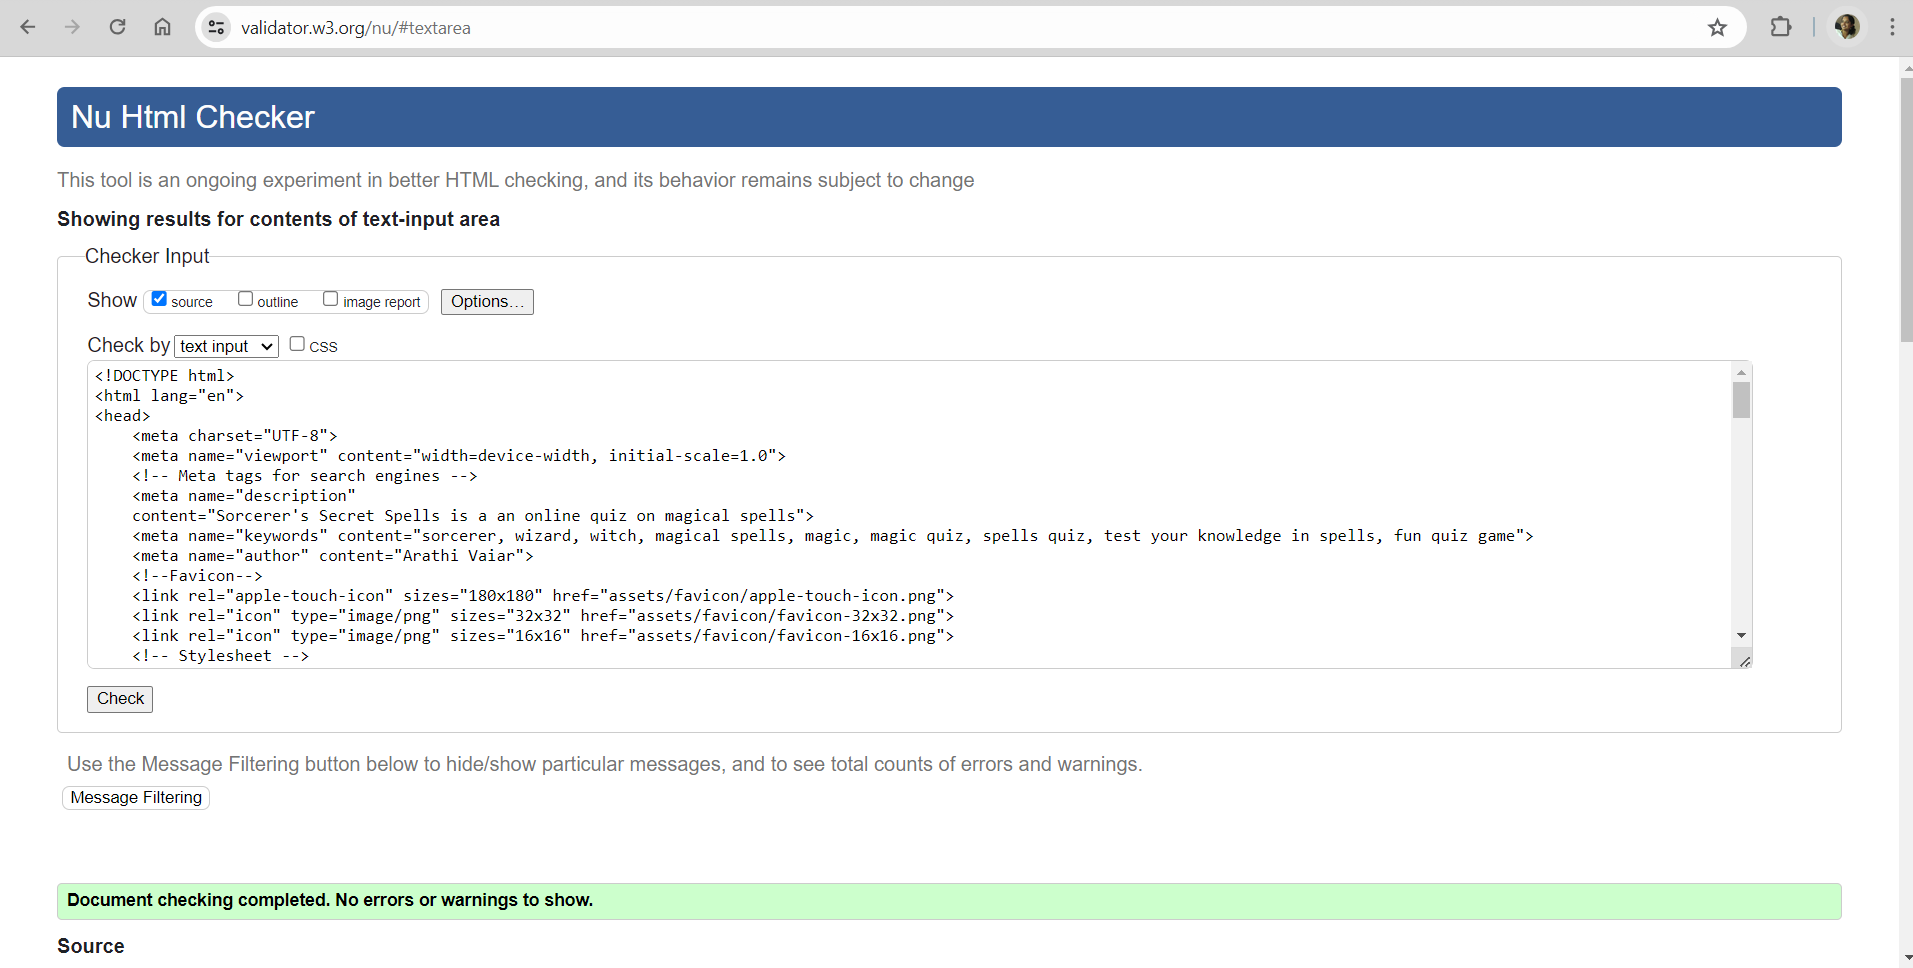 validator.w3.org/nu/#textarea
Nu Html Checker
This tool is an ongoing experiment in better HTML checking, and its behavior remains subject to change
Showing results for contents of text-input area
Checker Input
Show source outline image report Options...
Check by text input CSS
<!DOCTYPE html>
<html lang="en">
<head>
    <meta charset="UTF-8">
    <meta name="viewport" content="width=device-width, initial-scale=1.0">
    <!-- Meta tags for search engines -->
    <meta name="description"
    content="Sorcerer's Secret Spells is a an online quiz on magical spells">
    <meta name="keywords" content="sorcerer, wizard, witch, magical spells, magic, magic quiz, spells quiz, test your knowledge in spells, fun quiz game">
    <meta name="author" content="Arathi Vaiar">
    <!--Favicon-->
    <link rel="apple-touch-icon" sizes="180x180" href="assets/favicon/apple-touch-icon.png">
    <link rel="icon" type="image/png" sizes="32x32" href="assets/favicon/favicon-32x32.png">
    <link rel="icon" type="image/png" sizes="16x16" href="assets/favicon/favicon-16x16.png">
    <!-- Stylesheet -->
Check
Use the Message Filtering button below to hide/show particular messages, and to see total counts of errors and warnings.
Message Filtering
Document checking completed. No errors or warnings to show.
Source